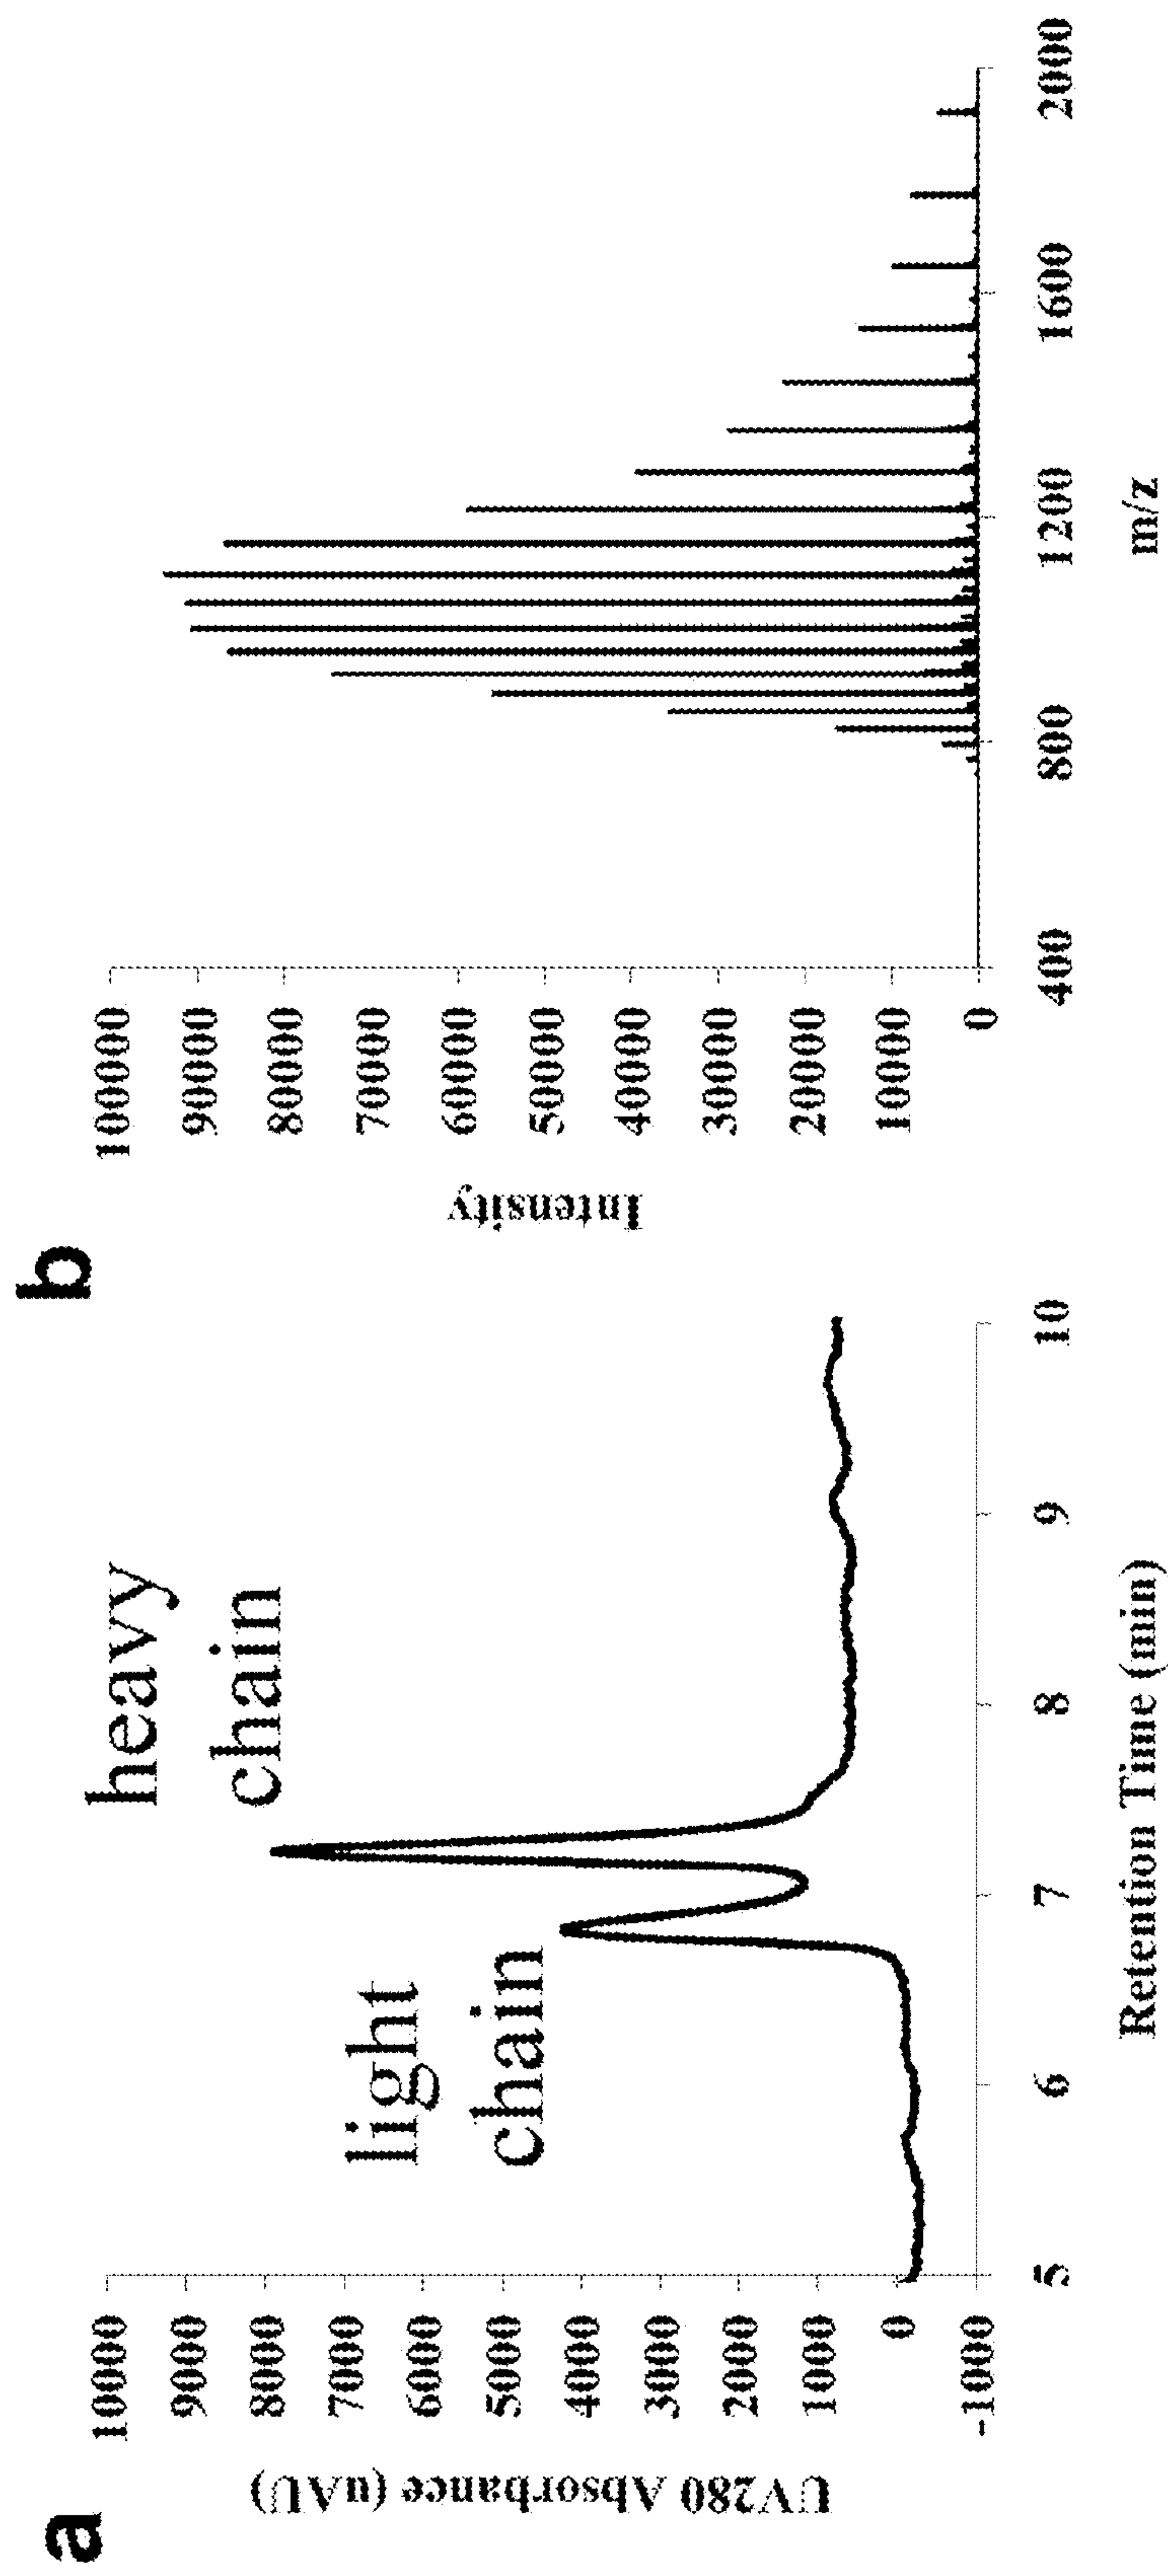 a
UV280 Absorbance (uAU)
10000
9000
8000
7000
6000
5000
4000
3000
2000
1000
0
-1000
light
chain
heavy
chain
5 6 7 8 9 10
Retention Time (min)
b
Intensity
100000
90000
80000
70000
60000
50000
40000
30000
20000
10000
0
400 800 1200 1600 2000
m/z